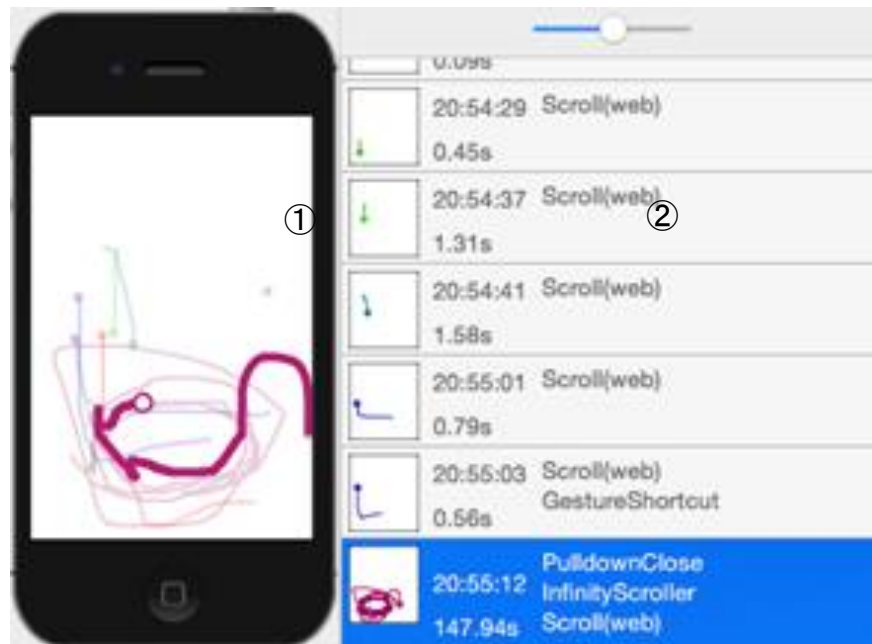 0.09s
20:54:29 Scroll(web)
0.45s
①
20:54:37 Scroll(web)
②
1.31s
20:54:41 Scroll(web)
1.58s
20:55:01 Scroll(web)
0.79s
20:55:03 Scroll(web)
GestureShortcut
0.56s
PulldownClose
20:55:12 InfinityScroller
147.94s Scroll(web)